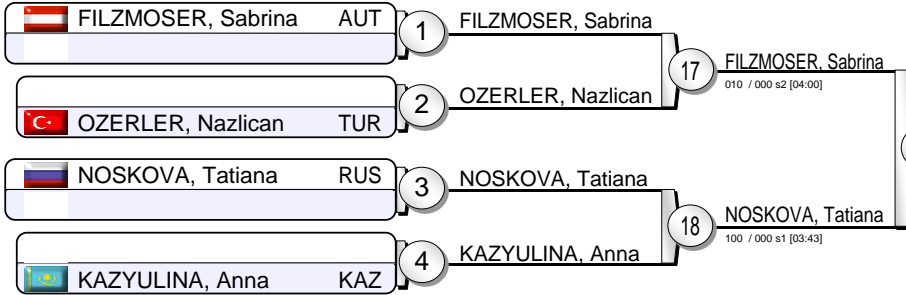 FILZMOSER, Sabrina AUT
1
FILZMOSER, Sabrina
17
FILZMOSER, Sabrina
010 / 000 s2 [04:00]
2
OZERLER, Nazlican
OZERLER, Nazlican TUR
NOSKOVA, Tatiana RUS
3
NOSKOVA, Tatiana
18
NOSKOVA, Tatiana
100 / 000 s1 [03:43]
4
KAZYULINA, Anna
KAZYULINA, Anna KAZ